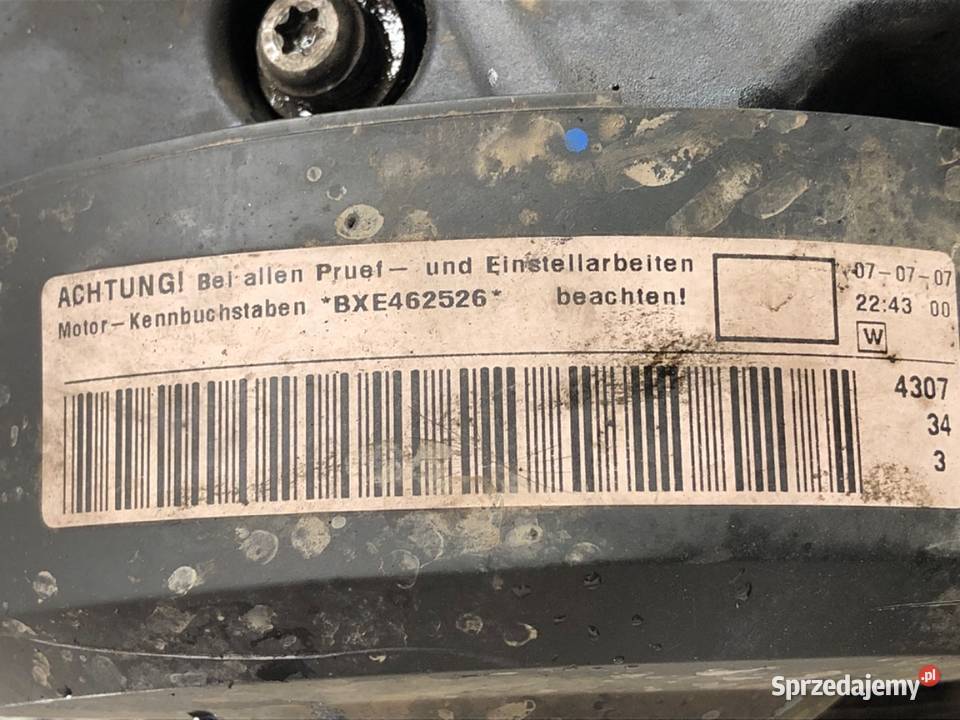 ACHTUNG! Bei allen Pruef- und Einstellarbeiten
Motor-Kennbuchstaben *BXE462526* beachten!
07-07-07
22:43 00
W
4307
34
3
Sprzedajemy.pl